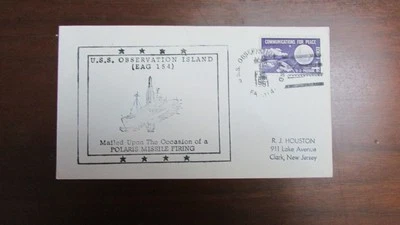 U.S.S. OBSERVATION ISLAND
(EAG 154)
Mailed Upon The Occasion of a
POLARIS MISSILE FIRING
COMMUNICATIONS FOR PEACE
R. J. HOUSTON
911 Lake Avenue
Clark, New Jersey